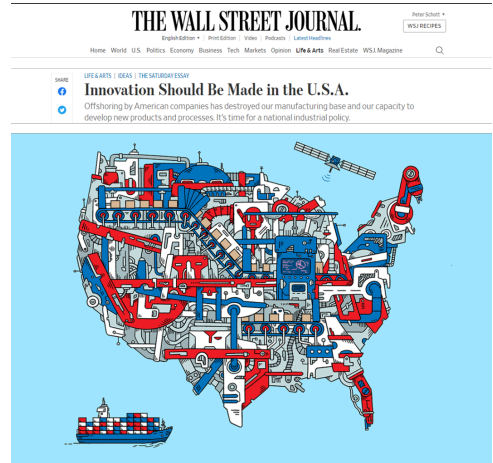 THE WALL STREET JOURNAL.
Peter Schott
English Edition Print Edition Video Podcasts Latest Headlines
WSJ RECIPES
Home World U.S. Politics Economy Business Tech Markets Opinion Life & Arts Real Estate WSJ. Magazine
SHARE
LIFE & ARTS | IDEAS | THE SATURDAY ESSAY
Innovation Should Be Made in the U.S.A.
Offshoring by American companies has destroyed our manufacturing base and our capacity to
develop new products and processes. It's time for a national industrial policy.